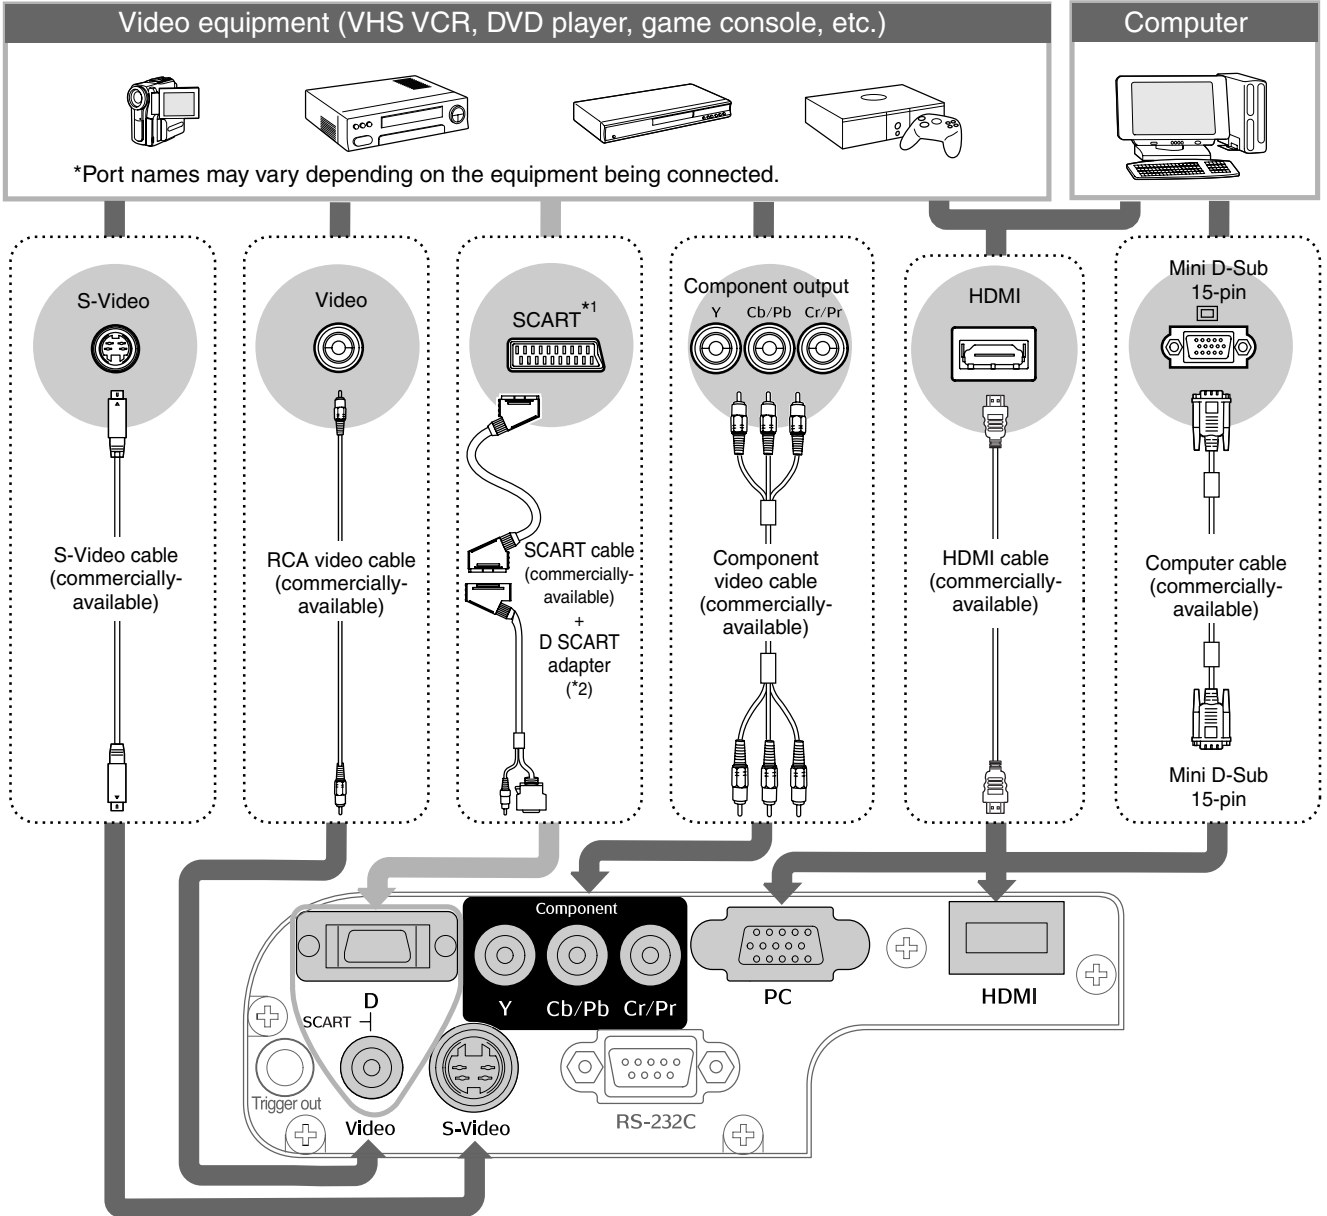 Video equipment (VHS VCR, DVD player, game console, etc.)
Computer
*Port names may vary depending on the equipment being connected.
S-Video
Video
SCART*1
Component output
Y Cb/Pb Cr/Pr
HDMI
Mini D-Sub
15-pin
S-Video cable
(commercially-
available)
RCA video cable
(commercially-
available)
SCART cable
(commercially-
available)
+
D SCART
adapter
(*2)
Component
video cable
(commercially-
available)
HDMI cable
(commercially-
available)
Computer cable
(commercially-
available)
Mini D-Sub
15-pin
Component
Y Cb/Pb Cr/Pr
D
SCART
PC
HDMI
Trigger out
Video
S-Video
RS-232C